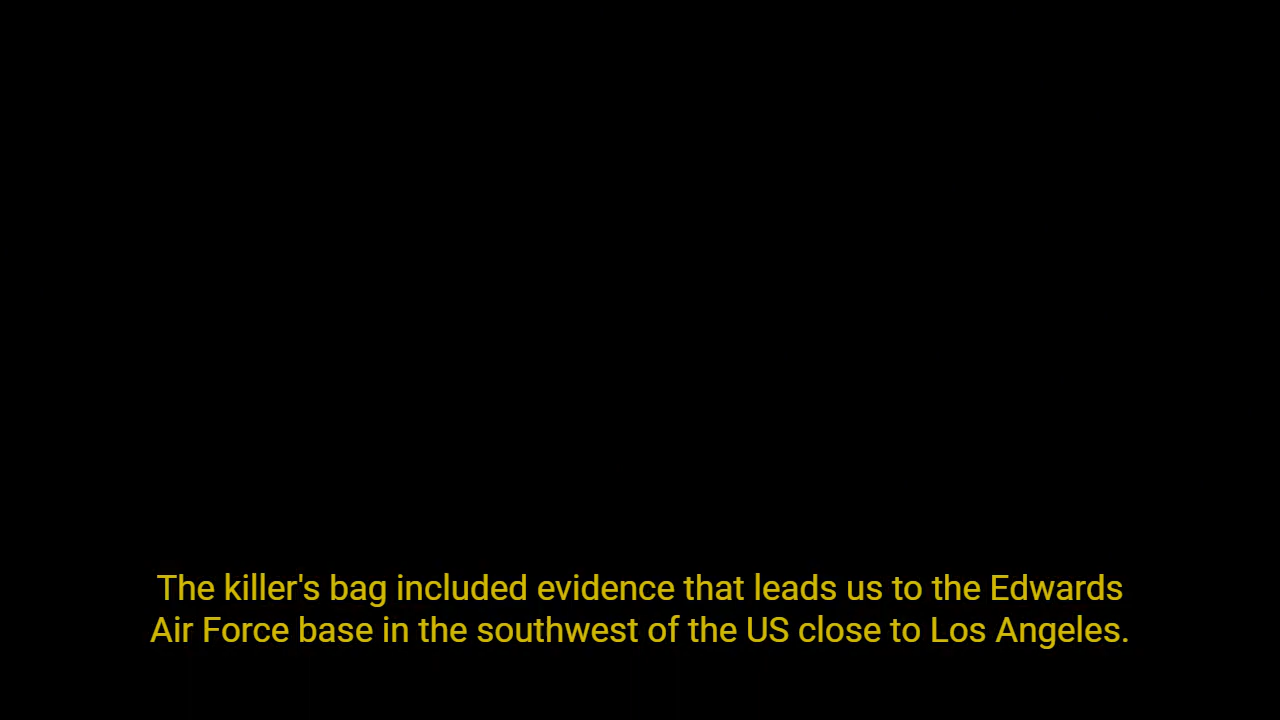 The killer's bag included evidence that leads us to the Edwards
Air Force base in the southwest of the US close to Los Angeles.